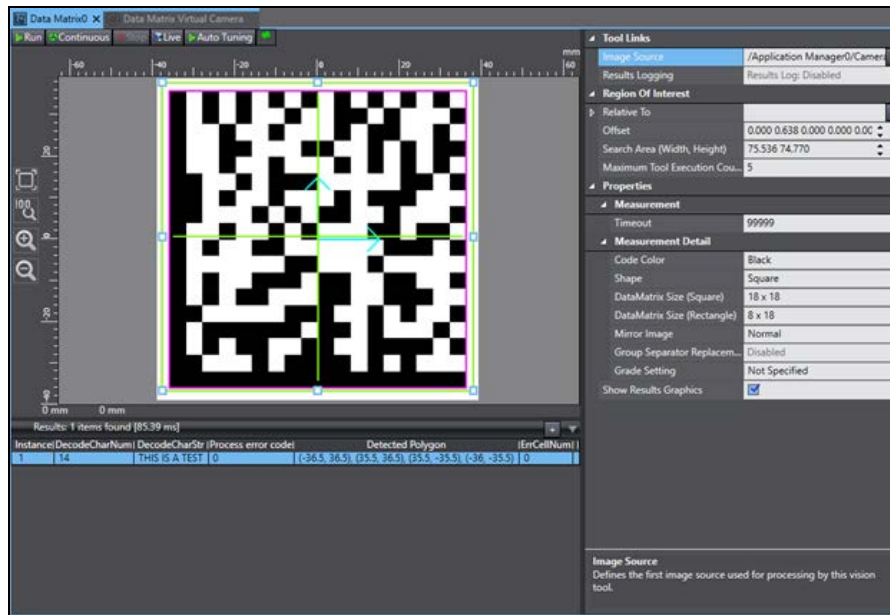 Data Matrix0 X Data Matrix Virtual Camera
Run Continuous Stop Live Auto Tuning
mm
-60 -40 -20 0 20 40 60
20
0
-20
-40
100
0 mm 0 mm
Results: 1 items found [85.39 ms]
Instance DecodeCharNum DecodeCharStr Process error code Detected Polygon ErrCellNum
1 14 THIS IS A TEST 0 (-36.5, 36.5), (35.5, 36.5), (35.5, -35.5), (-36, -35.5) 0
Tool Links
Image Source /Application Manager0/Camera
Results Logging Results Log: Disabled
Region Of Interest
Relative To
Offset 0.000 0.638 0.000 0.000 0.00
Search Area (Width, Height) 75.536 74.770
Maximum Tool Execution Cou... 5
Properties
Measurement
Timeout 99999
Measurement Detail
Code Color Black
Shape Square
DataMatrix Size (Square) 18 x 18
DataMatrix Size (Rectangle) 8 x 18
Mirror Image Normal
Group Separator Replacem... Disabled
Grade Setting Not Specified
Show Results Graphics
Image Source
Defines the first image source used for processing by this vision
tool.